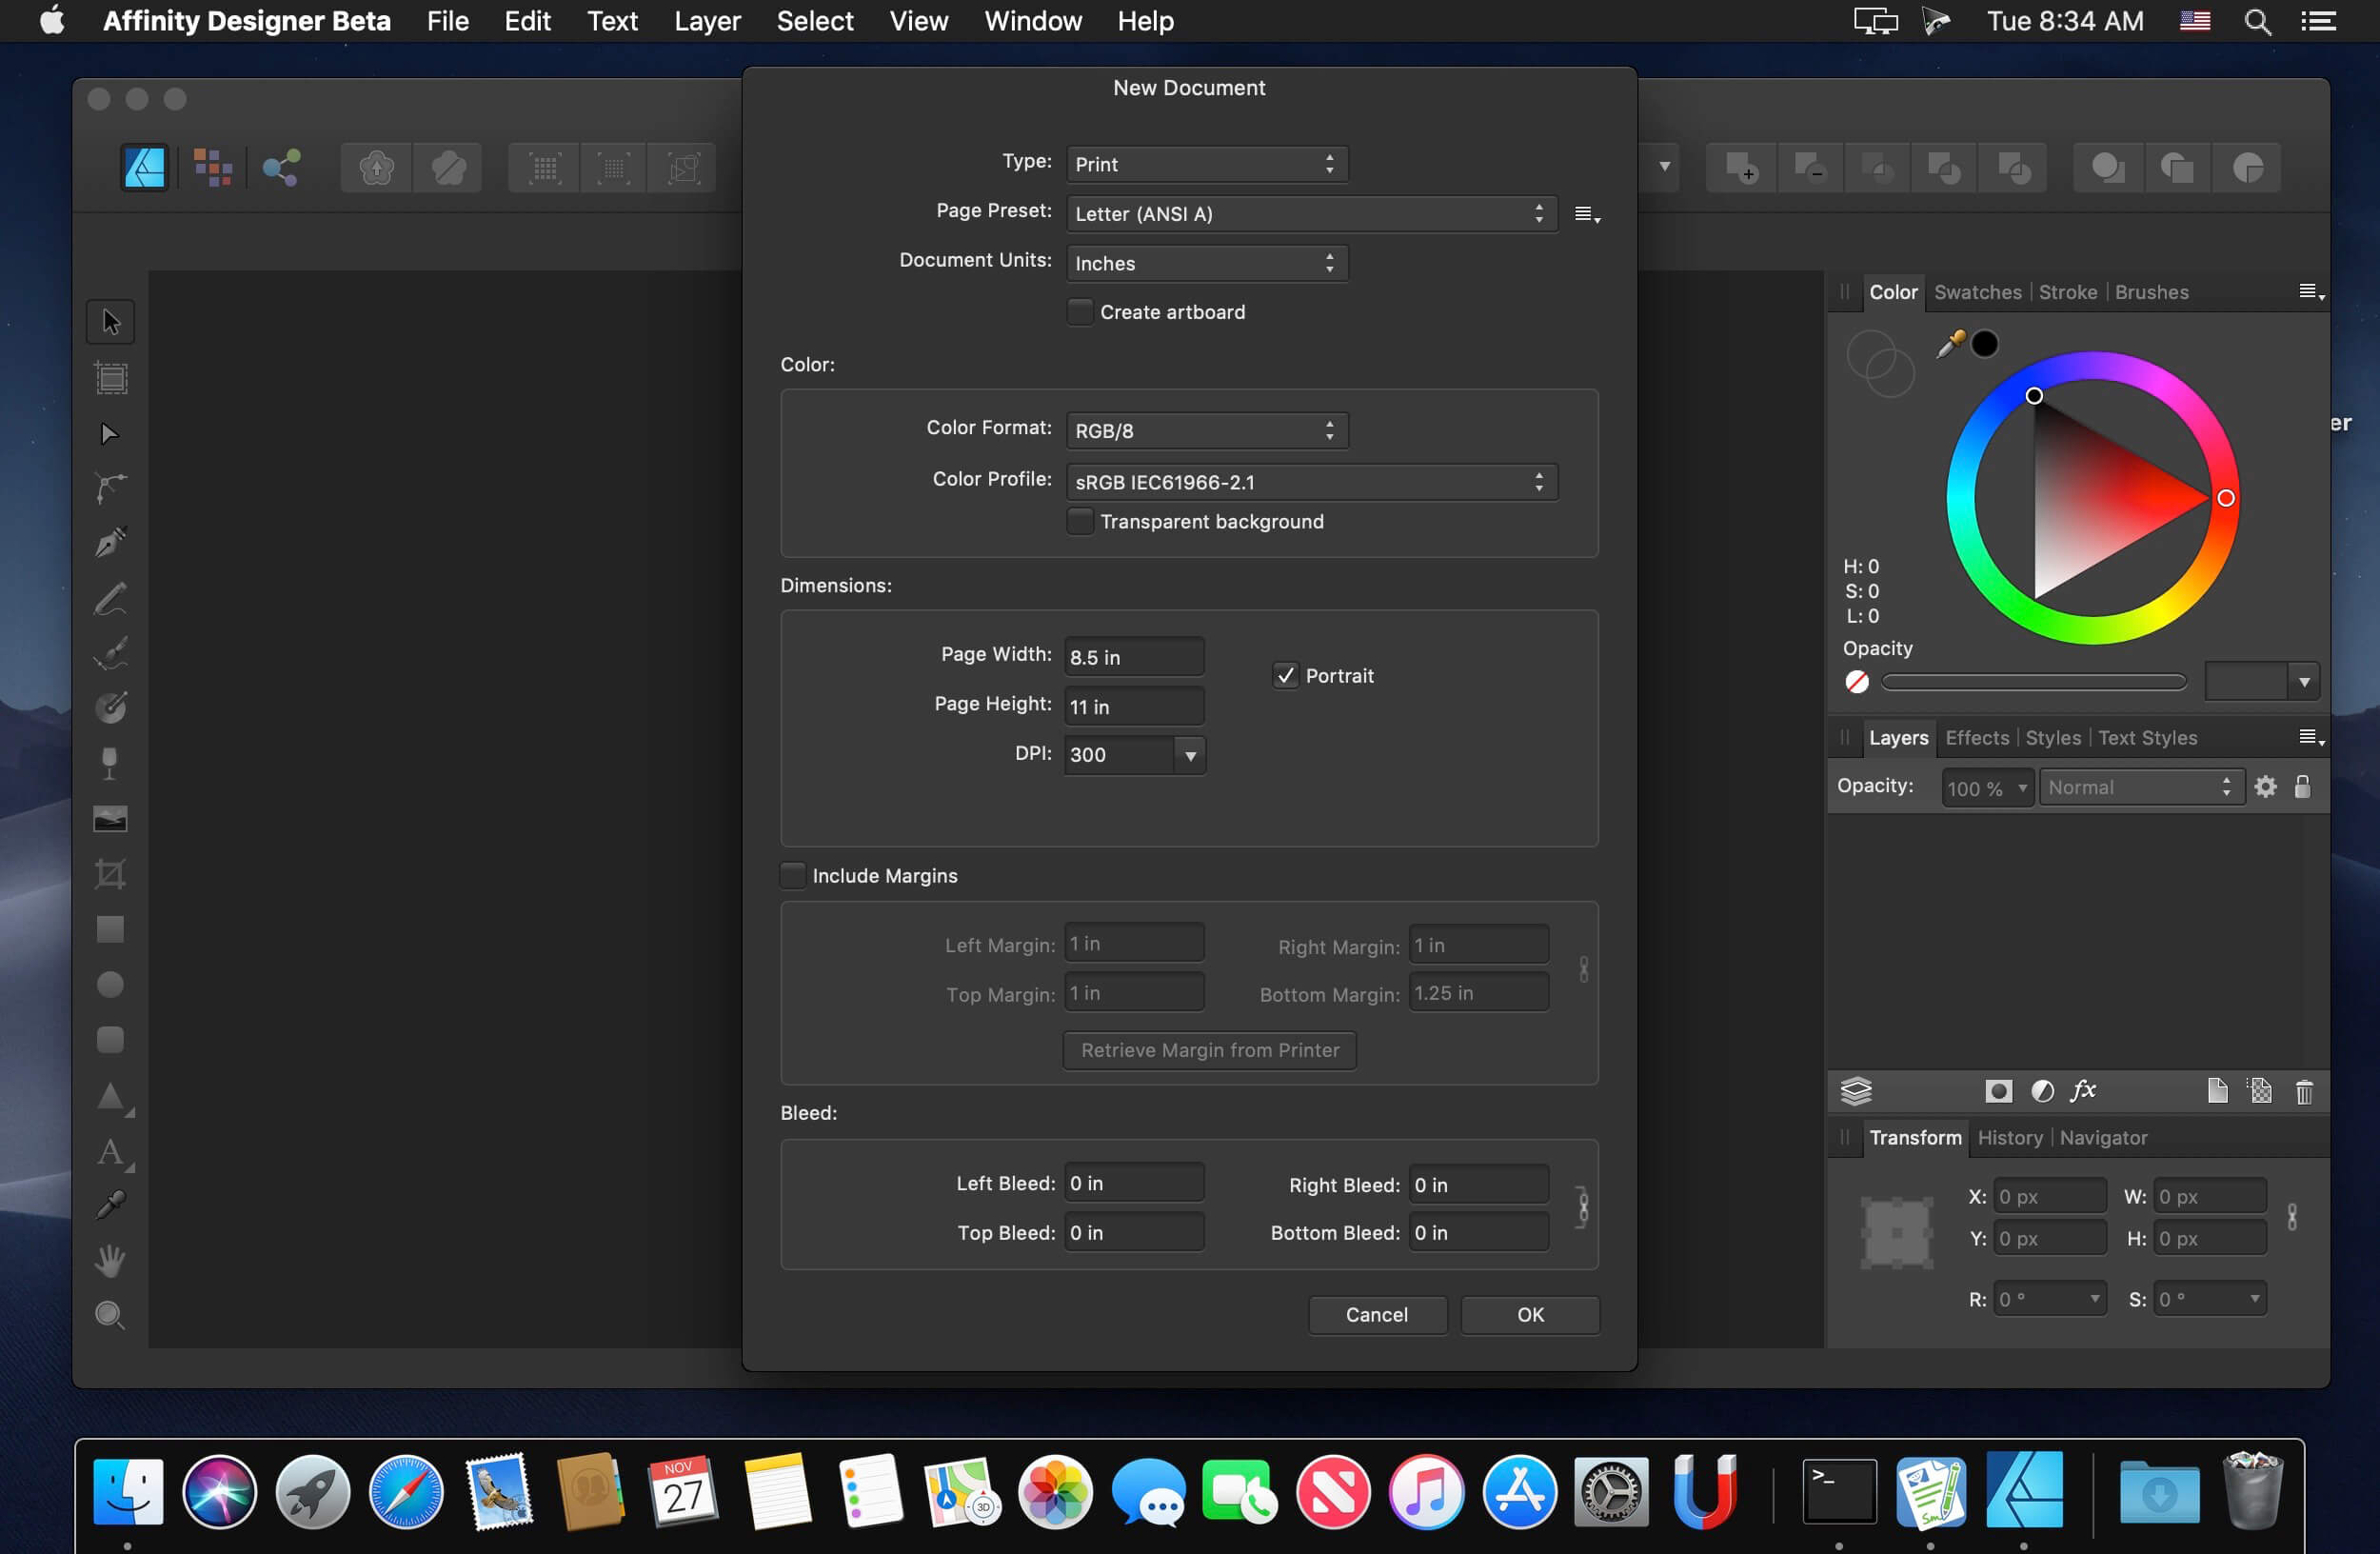 Affinity Designer Beta File Edit Text Layer Select View Window Help Tue 8:34 AM
New Document
Type: Print
Page Preset: Letter (ANSI A)
Document Units: Inches
Create artboard
Color:
Color Format: RGB/8
Color Profile: sRGB IEC61966-2.1
Transparent background
Dimensions:
Page Width: 8.5 in
Portrait
Page Height: 11 in
DPI: 300
Include Margins
Left Margin: 1 in Right Margin: 1 in
Top Margin: 1 in Bottom Margin: 1.25 in
Retrieve Margin from Printer
Bleed:
Left Bleed: 0 in Right Bleed: 0 in
Top Bleed: 0 in Bottom Bleed: 0 in
Cancel OK
Color Swatches Stroke Brushes
er
H: 0
S: 0
L: 0
Opacity
Layers Effects Styles Text Styles
Opacity: 100 % Normal
fx
Transform History Navigator
X: 0 px W: 0 px
Y: 0 px H: 0 px
R: 0 ° S: 0 °
A
NOV
27
3D
>_